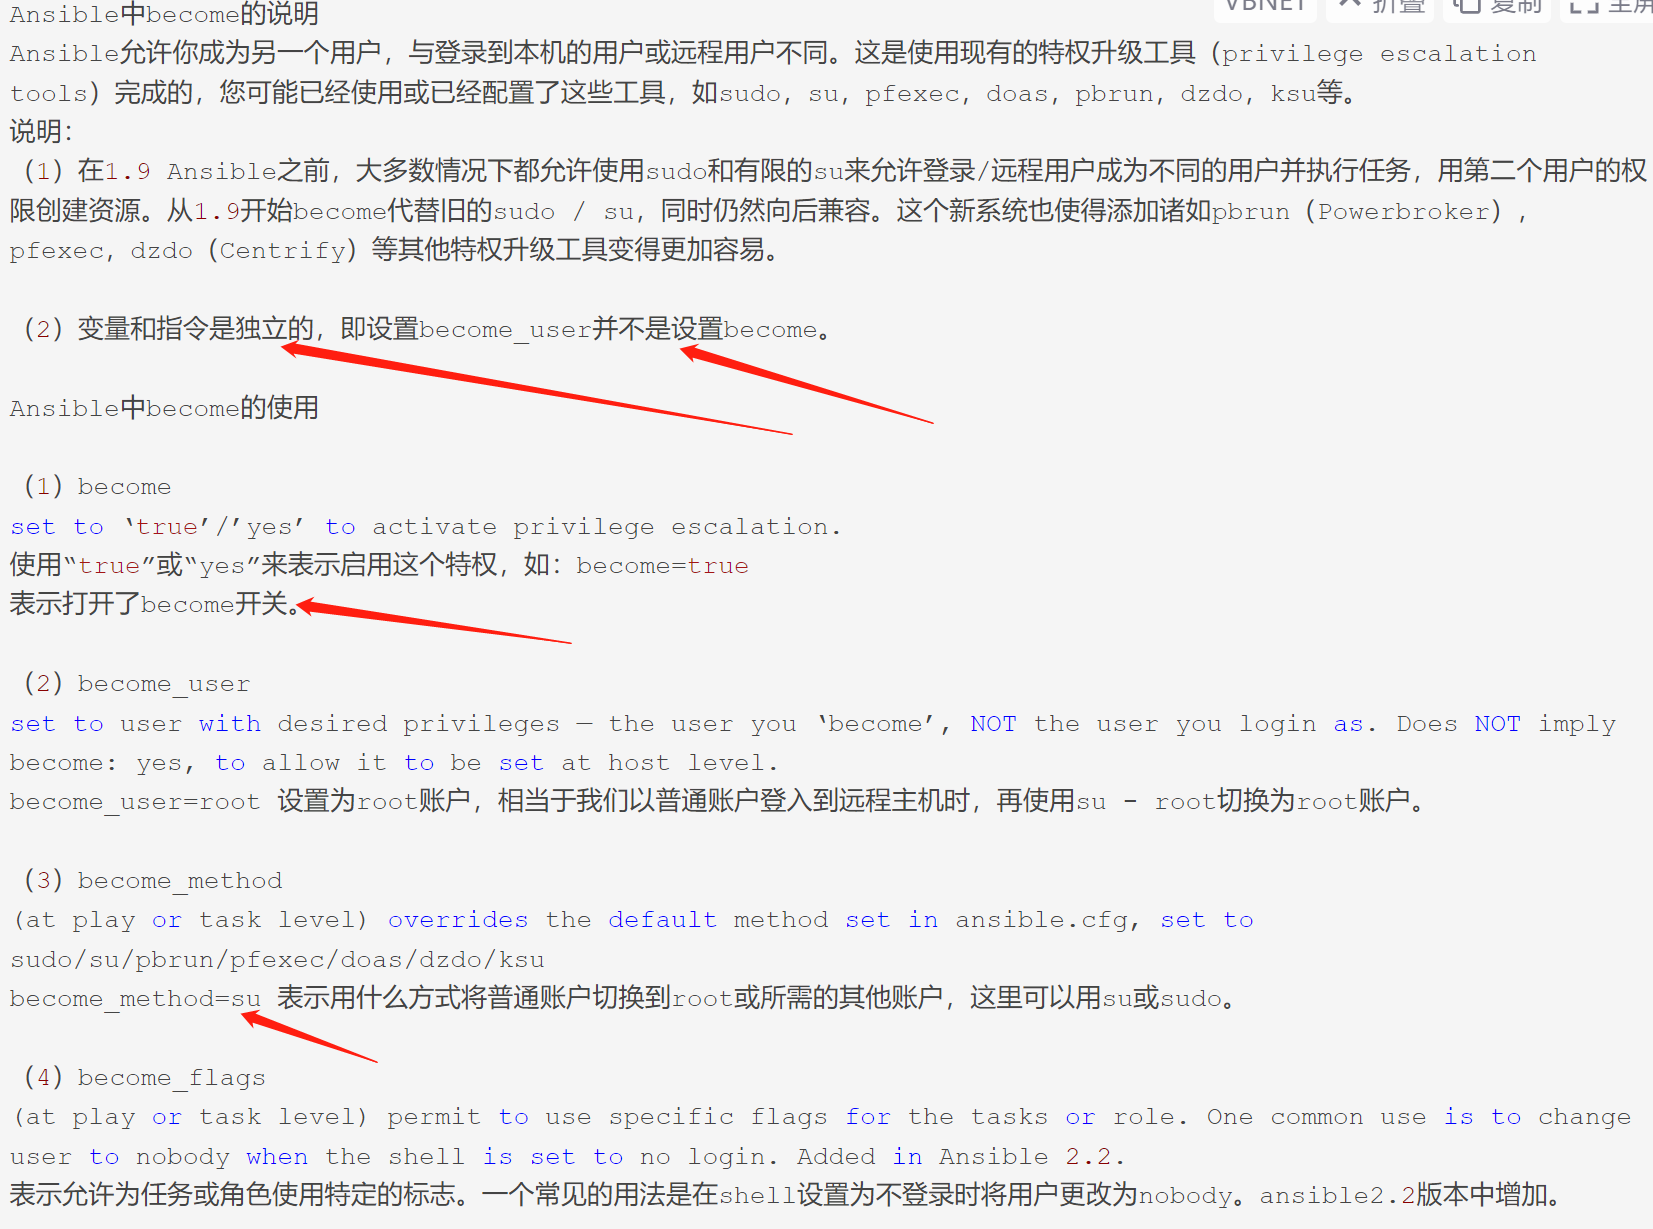 Ansible中become的说明
VBNET 折叠 复制 全屏
Ansible允许你成为另一个用户，与登录到本机的用户或远程用户不同。这是使用现有的特权升级工具（privilege escalation
tools）完成的，您可能已经使用或已经配置了这些工具，如sudo，su，pfexec，doas，pbrun，dzdo，ksu等。
说明：
（1）在1.9 Ansible之前，大多数情况下都允许使用sudo和有限的su来允许登录/远程用户成为不同的用户并执行任务，用第二个用户的权
限创建资源。从1.9开始become代替旧的sudo / su，同时仍然向后兼容。这个新系统也使得添加诸如pbrun（Powerbroker），
pfexec，dzdo（Centrify）等其他特权升级工具变得更加容易。
（2）变量和指令是独立的，即设置become_user并不是设置become。
Ansible中become的使用
（1）become
set to ‘true’/’yes’ to activate privilege escalation.
使用“true”或“yes”来表示启用这个特权，如：become=true
表示打开了become开关。
（2）become_user
set to user with desired privileges — the user you ‘become’, NOT the user you login as. Does NOT imply
become: yes, to allow it to be set at host level.
become_user=root 设置为root账户，相当于我们以普通账户登入到远程主机时，再使用su - root切换为root账户。
（3）become_method
(at play or task level) overrides the default method set in ansible.cfg, set to
sudo/su/pbrun/pfexec/doas/dzdo/ksu
become_method=su 表示用什么方式将普通账户切换到root或所需的其他账户，这里可以用su或sudo。
（4）become_flags
(at play or task level) permit to use specific flags for the tasks or role. One common use is to change
user to nobody when the shell is set to no login. Added in Ansible 2.2.
表示允许为任务或角色使用特定的标志。一个常见的用法是在shell设置为不登录时将用户更改为nobody。ansible2.2版本中增加。